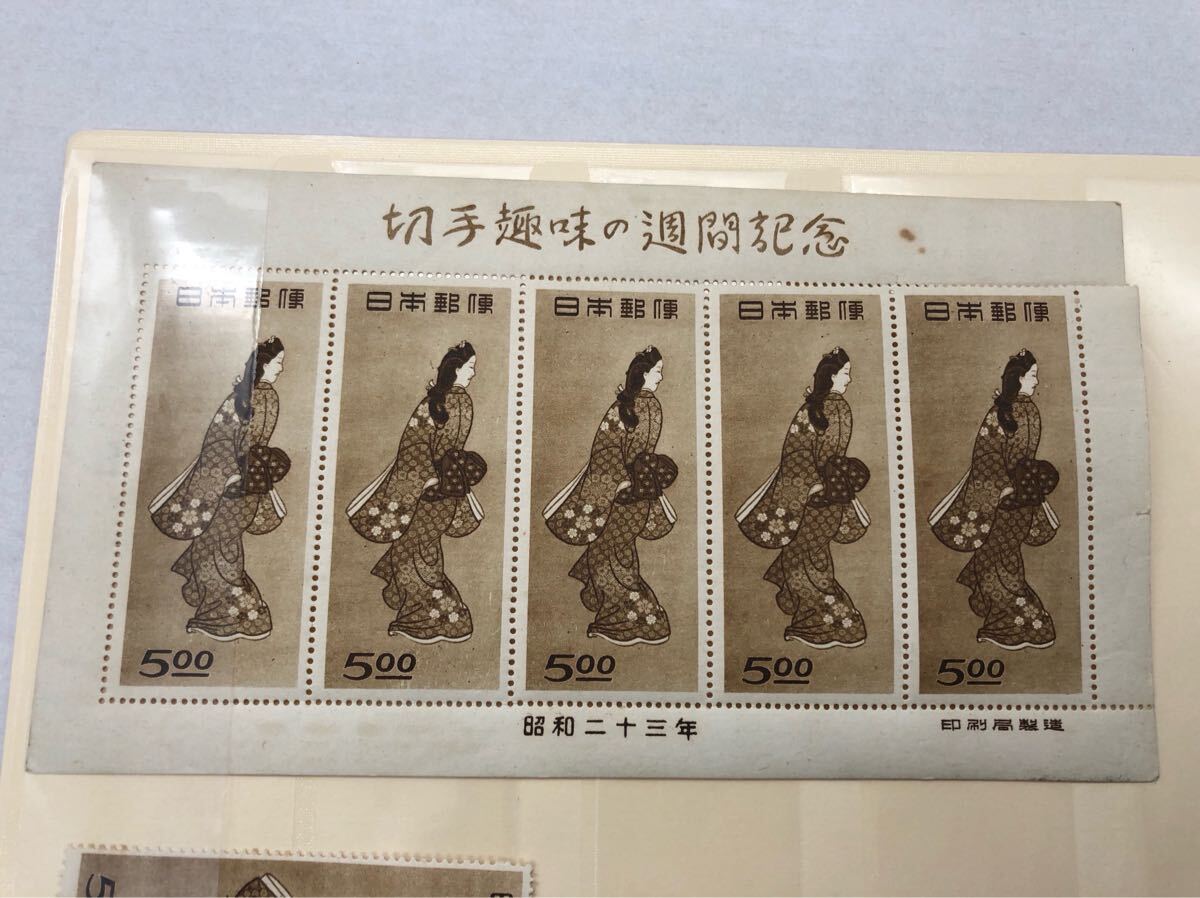 切手趣味の週間記念
日本郵便 日本郵便 日本郵便 日本郵便 日本郵便
5.00 5.00 5.00 5.00 5.00
昭和二十三年 印刷局製造
5